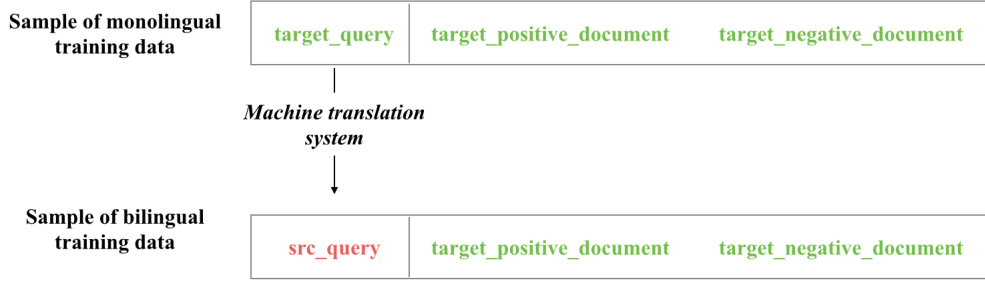 Sample of monolingual
training data
target_query target_positive_document target_negative_document
Machine translation
system
Sample of bilingual
training data
src_query target_positive_document target_negative_document